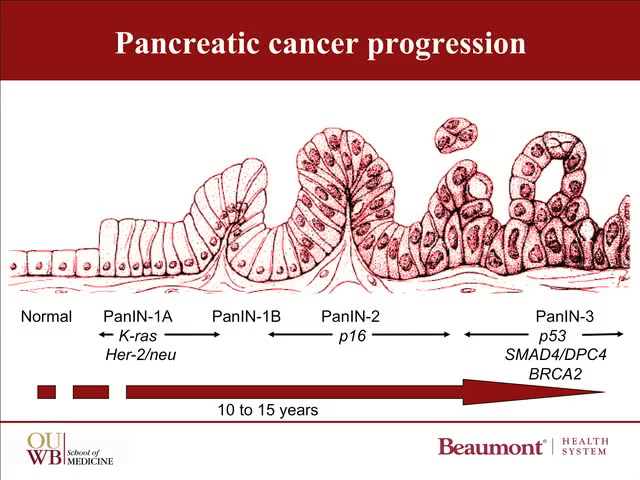 Pancreatic cancer progression
Normal PanIN-1A PanIN-1B PanIN-2 PanIN-3
K-ras p16 p53
Her-2/neu SMAD4/DPC4
BRCA2
10 to 15 years
OU
WB School of
MEDICINE
Beaumont® HEALTH
SYSTEM